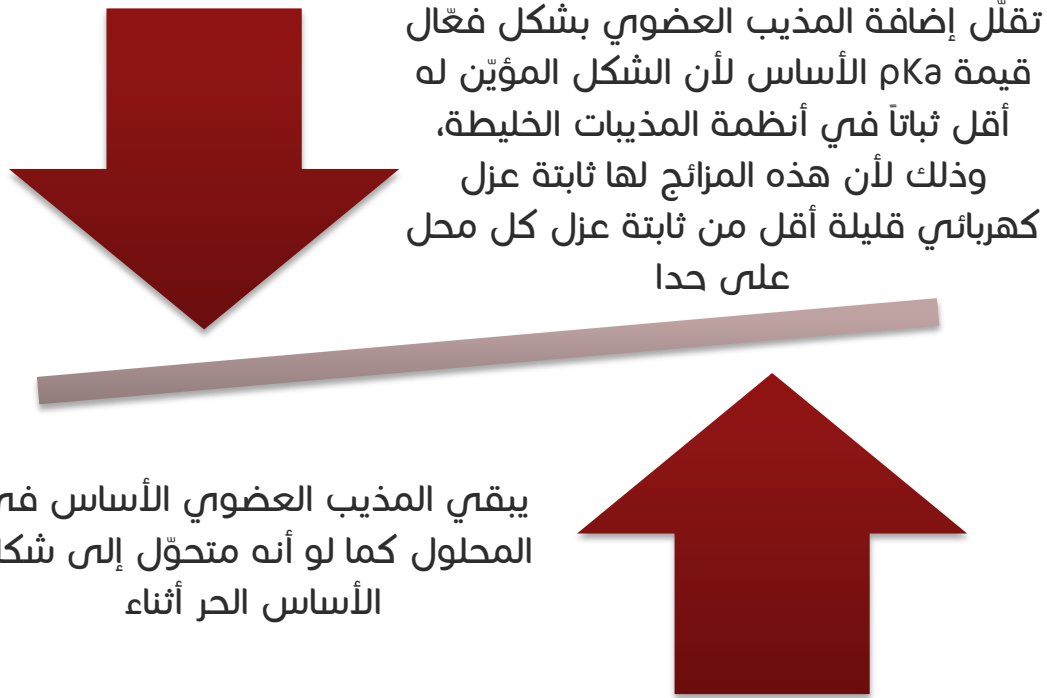 تقلّل إضافة المذيب العضوي بشكل فعّال
قيمة pKa الأساس لأن الشكل المؤيّن له
أقل ثباتاً في أنظمة المذيبات الخليطة،
وذلك لأن هذه المزائج لها ثابتة عزل
كهربائي قليلة أقل من ثابتة عزل كل محل
على حدا
يبقي المذيب العضوي الأساس في
المحلول كما لو أنه متحوّل إلى شكل
الأساس الحر أثناء